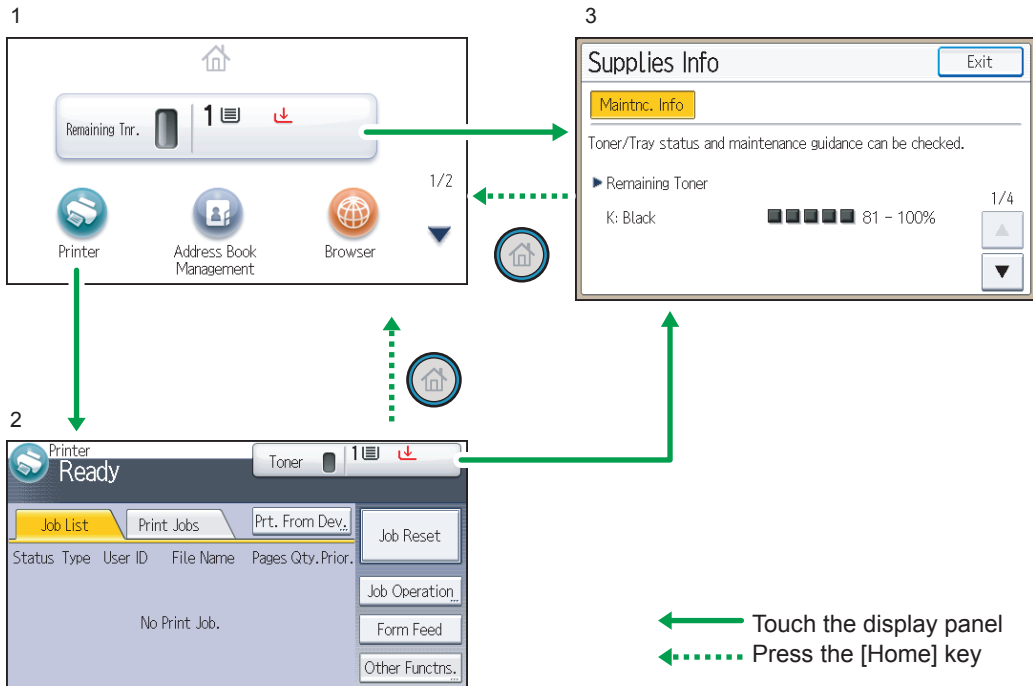 1
Remaining Tnr.
1
1/2
Printer
Address Book
Management
Browser
3
Supplies Info
Exit
Maintnc. Info
Toner/Tray status and maintenance guidance can be checked.
Remaining Toner
K: Black
81 - 100%
1/4
2
Printer
Ready
Toner
1
Job List
Print Jobs
Prt. From Dev..
Job Reset
Status Type User ID File Name Pages Qty.Prior.
No Print Job.
Job Operation
Form Feed
Other Functns.
Touch the display panel
Press the [Home] key